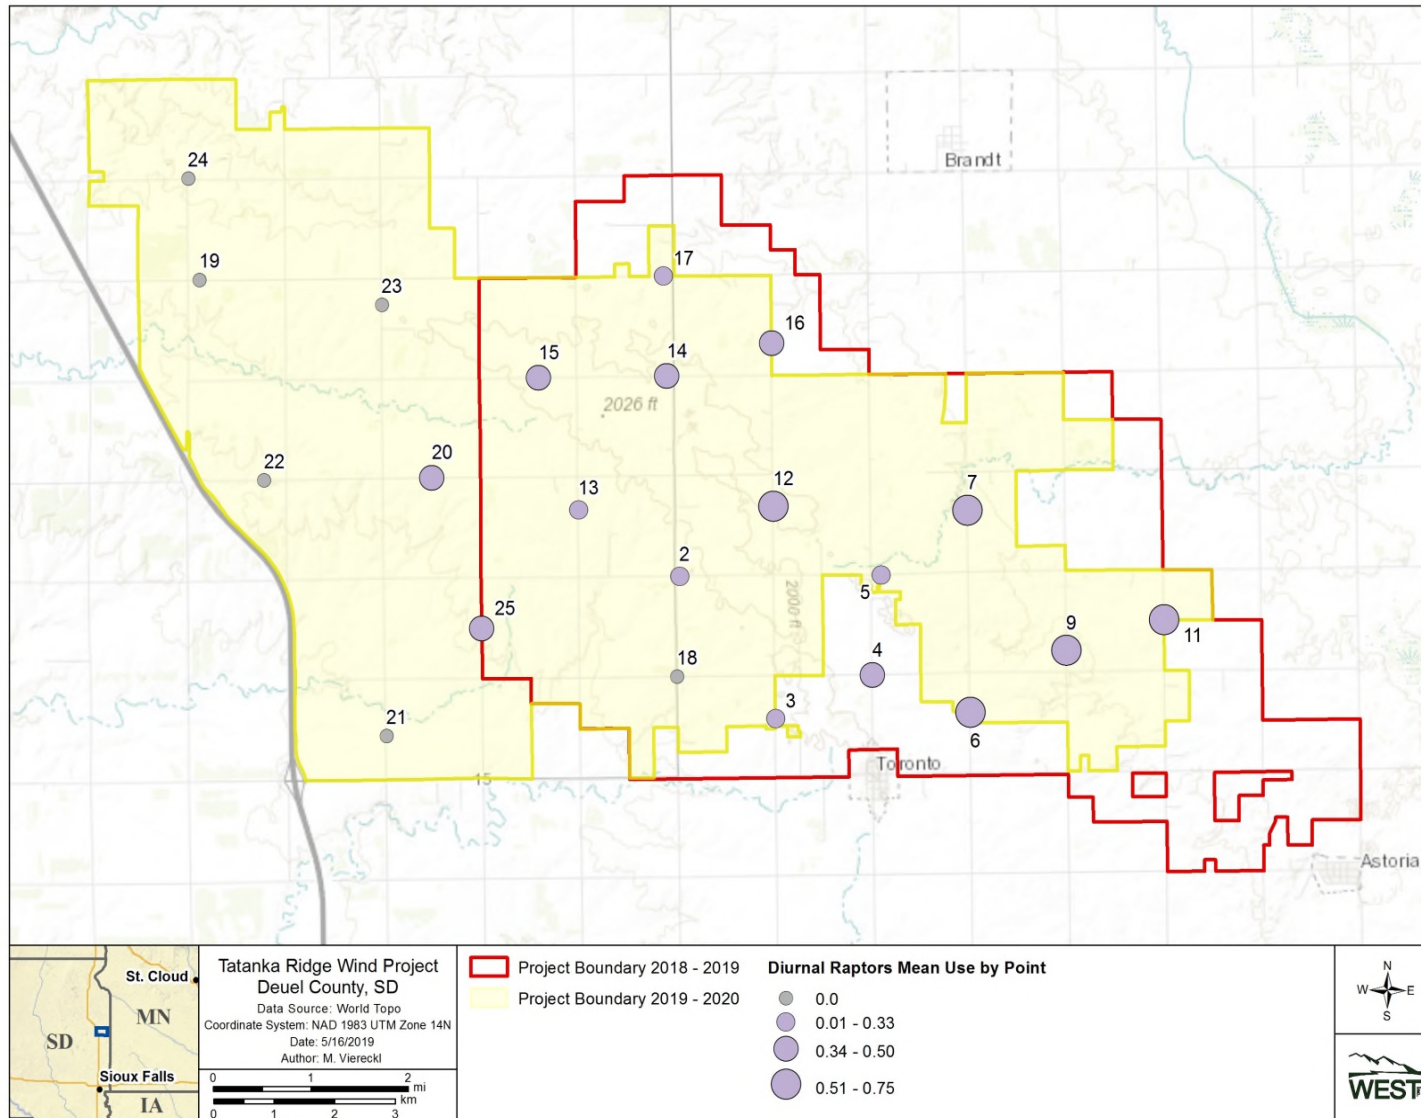 Brandt
24
17
19
23
16
15
14
2026 ft
20
22
12
7
13
2
5
2000 ft
25
9
11
4
18
3
6
21
Toronto
15
Astoria
St. Cloud
MN
SD
Sioux Falls
IA
Tatanka Ridge Wind Project
Deuel County, SD
Data Source: World Topo
Coordinate System: NAD 1983 UTM Zone 14N
Date: 5/16/2019
Author: M. Viereckl
0 1 2
mi
km
0 1 2 3
Project Boundary 2018 - 2019
Project Boundary 2019 - 2020
Diurnal Raptors Mean Use by Point
0.0
0.01 - 0.33
0.34 - 0.50
0.51 - 0.75
N
W E
S
WEST